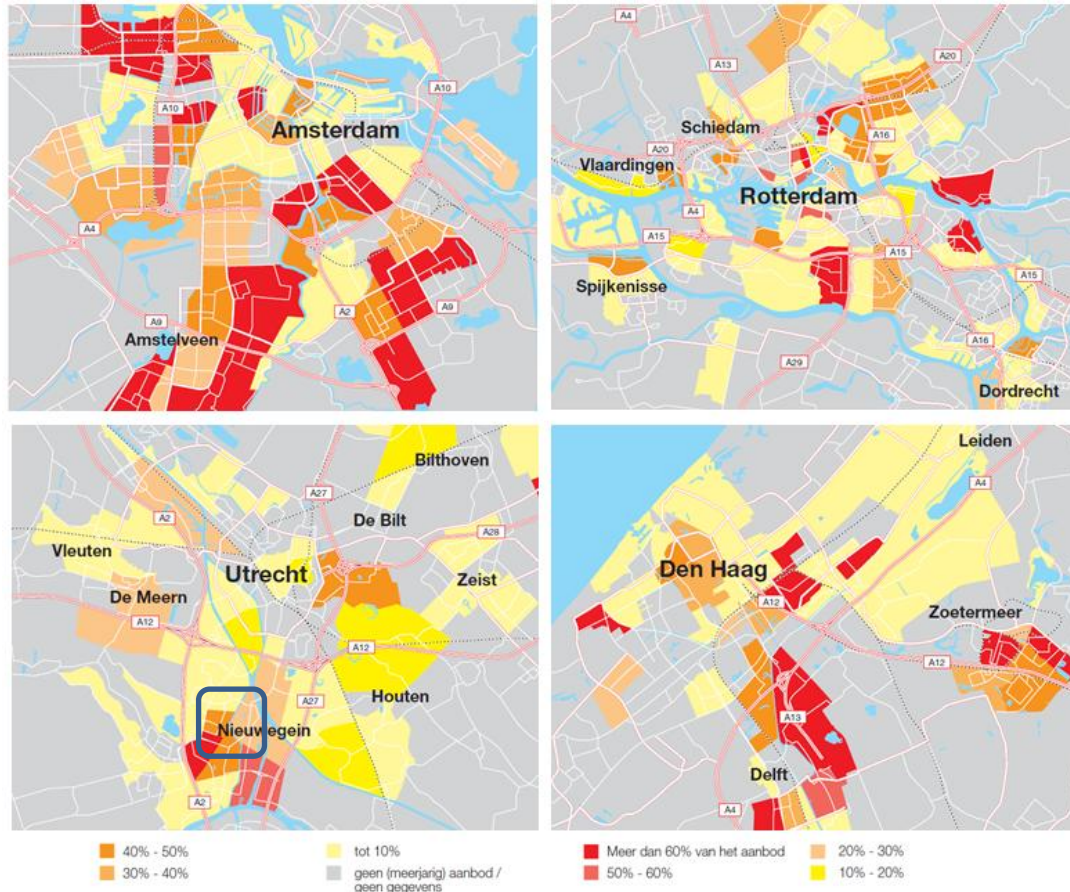 A10
A10
Amsterdam
A4
A9
A2
A9
Amstelveen
A4
A13
A20
Schiedam
A16
A20
Vlaardingen
Rotterdam
A4
A15
A15
Spijkenisse
A15
A16
A29
Dordrecht
Bilthoven
A27
A2
De Bilt
A28
Vleuten
Utrecht
Zeist
De Meern
A12
A12
Houten
A27
Nieuwegein
A2
Leiden
A4
Den Haag
A12
Zoetermeer
A12
A13
Delft
A4
40% - 50%
30% - 40%
tot 10%
geen (meerjarig) aanbod /
geen gegevens
Meer dan 60% van het aanbod
50% - 60%
20% - 30%
10% - 20%